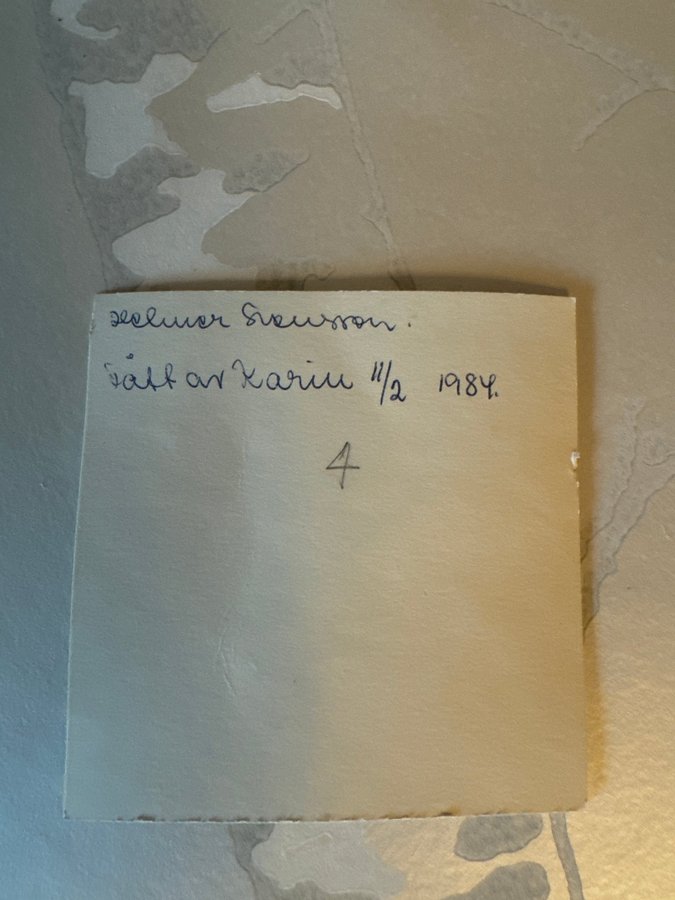 Helmer Svensson.
Fått av Karin 11/2 1984.
4